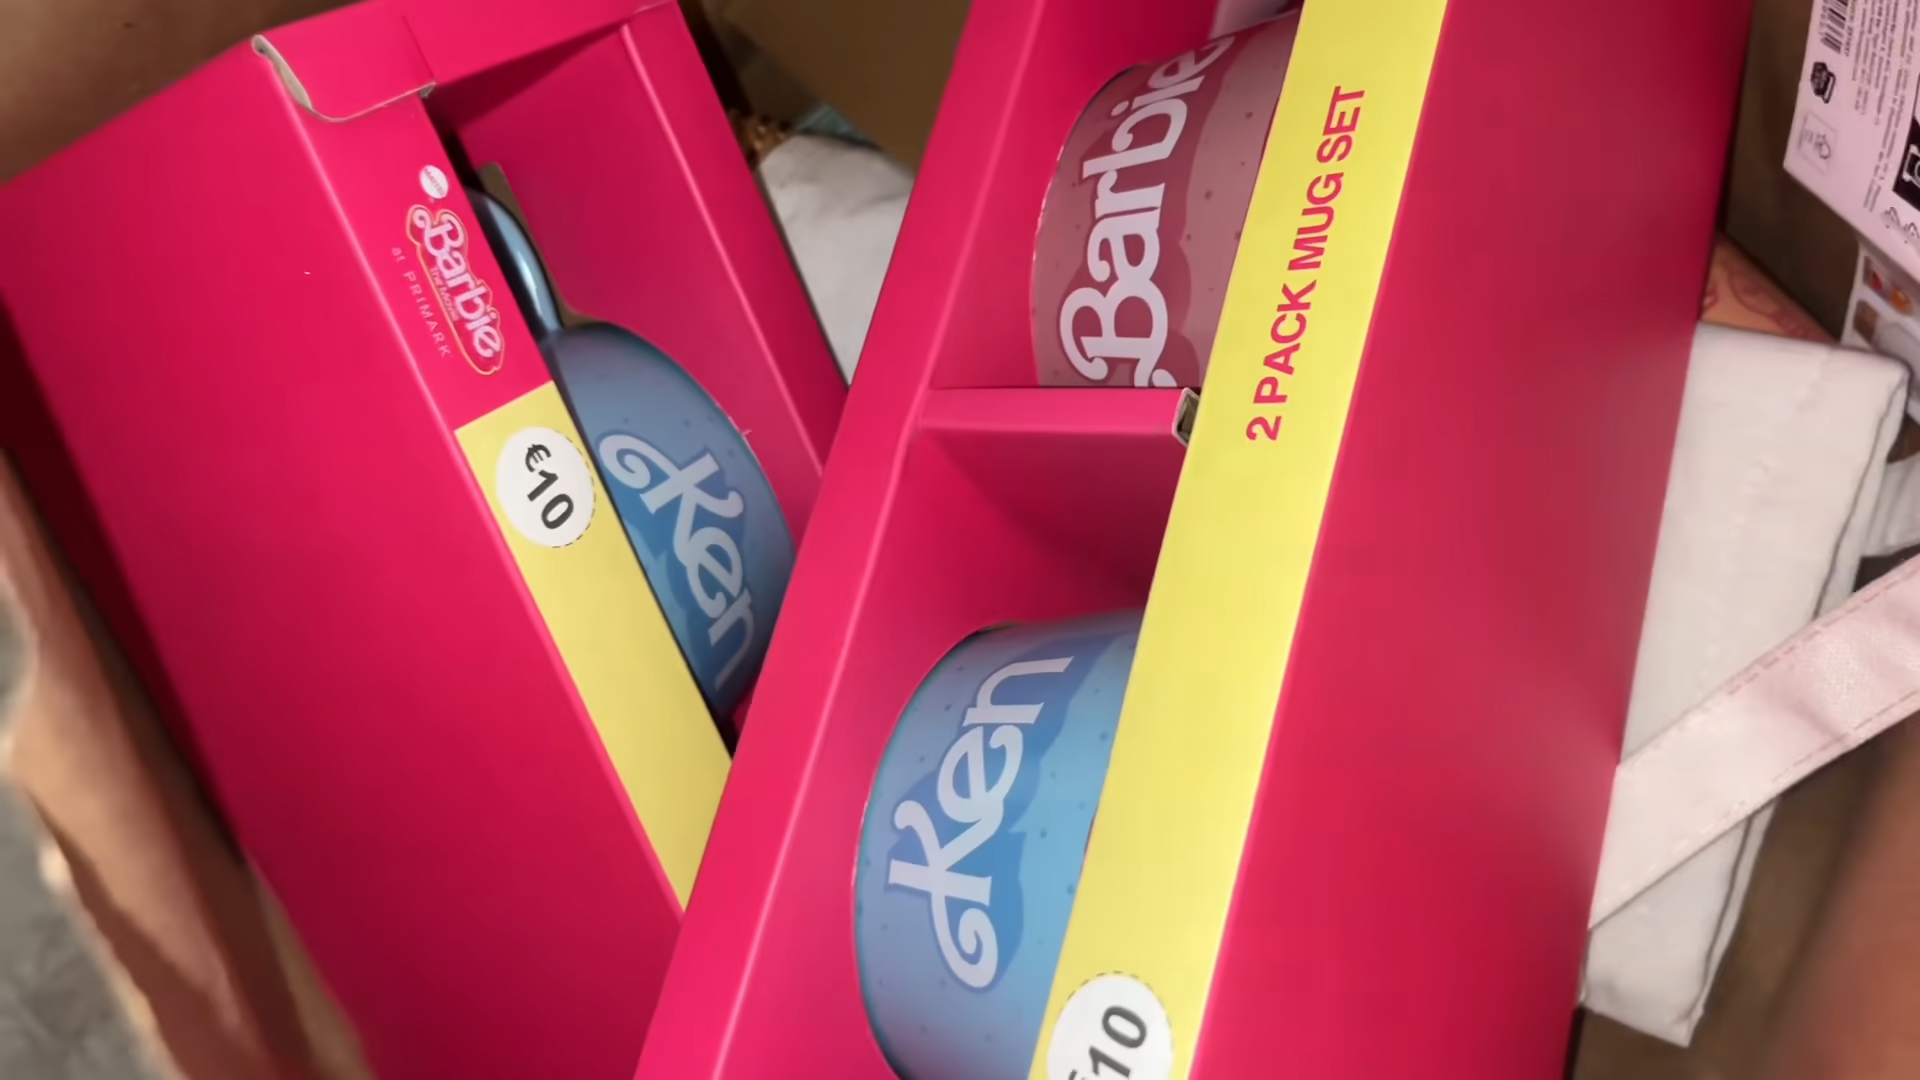 Barbie
The Movie
at PRIMARK
€10
Ken
Barbie
2 PACK MUG SET
Ken
€10